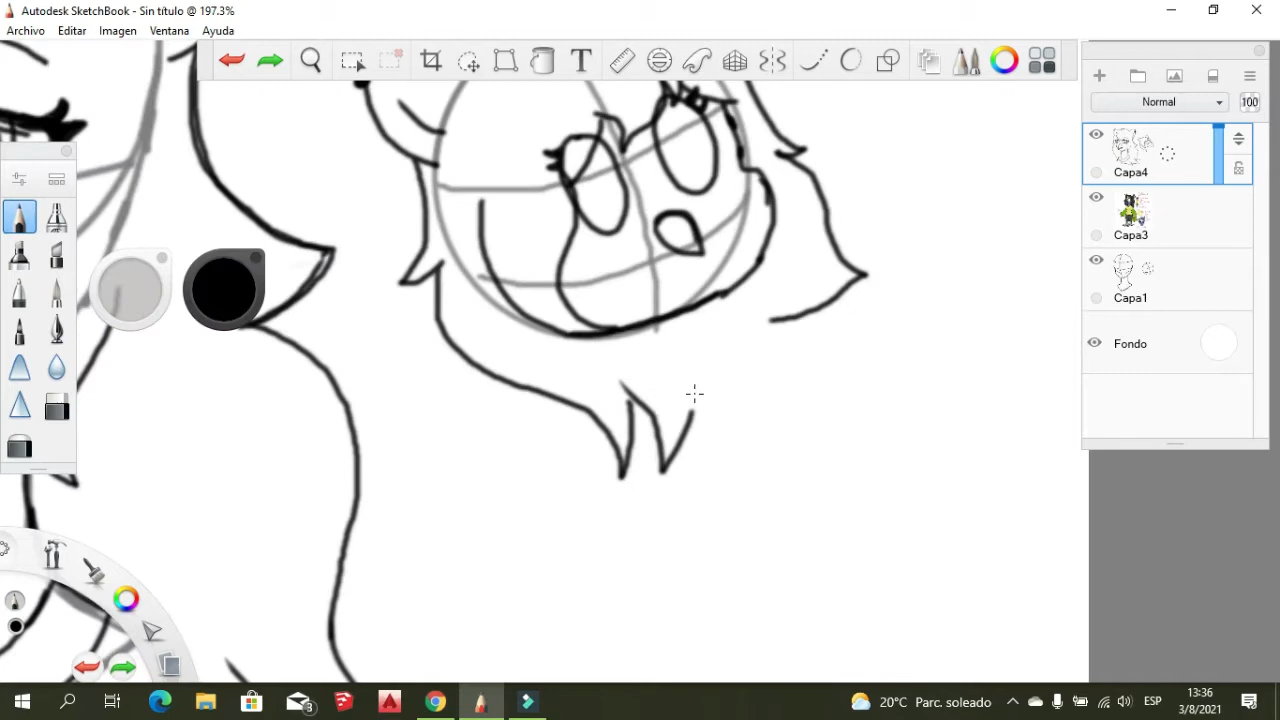 Autodesk SketchBook - Sin título @ 197.3%
Archivo Editar Imagen Ventana Ayuda
T
Normal 100
Capa4
Capa3
Capa1
Fondo
3
20°C Parc. soleado
ESP
13:36
3/8/2021